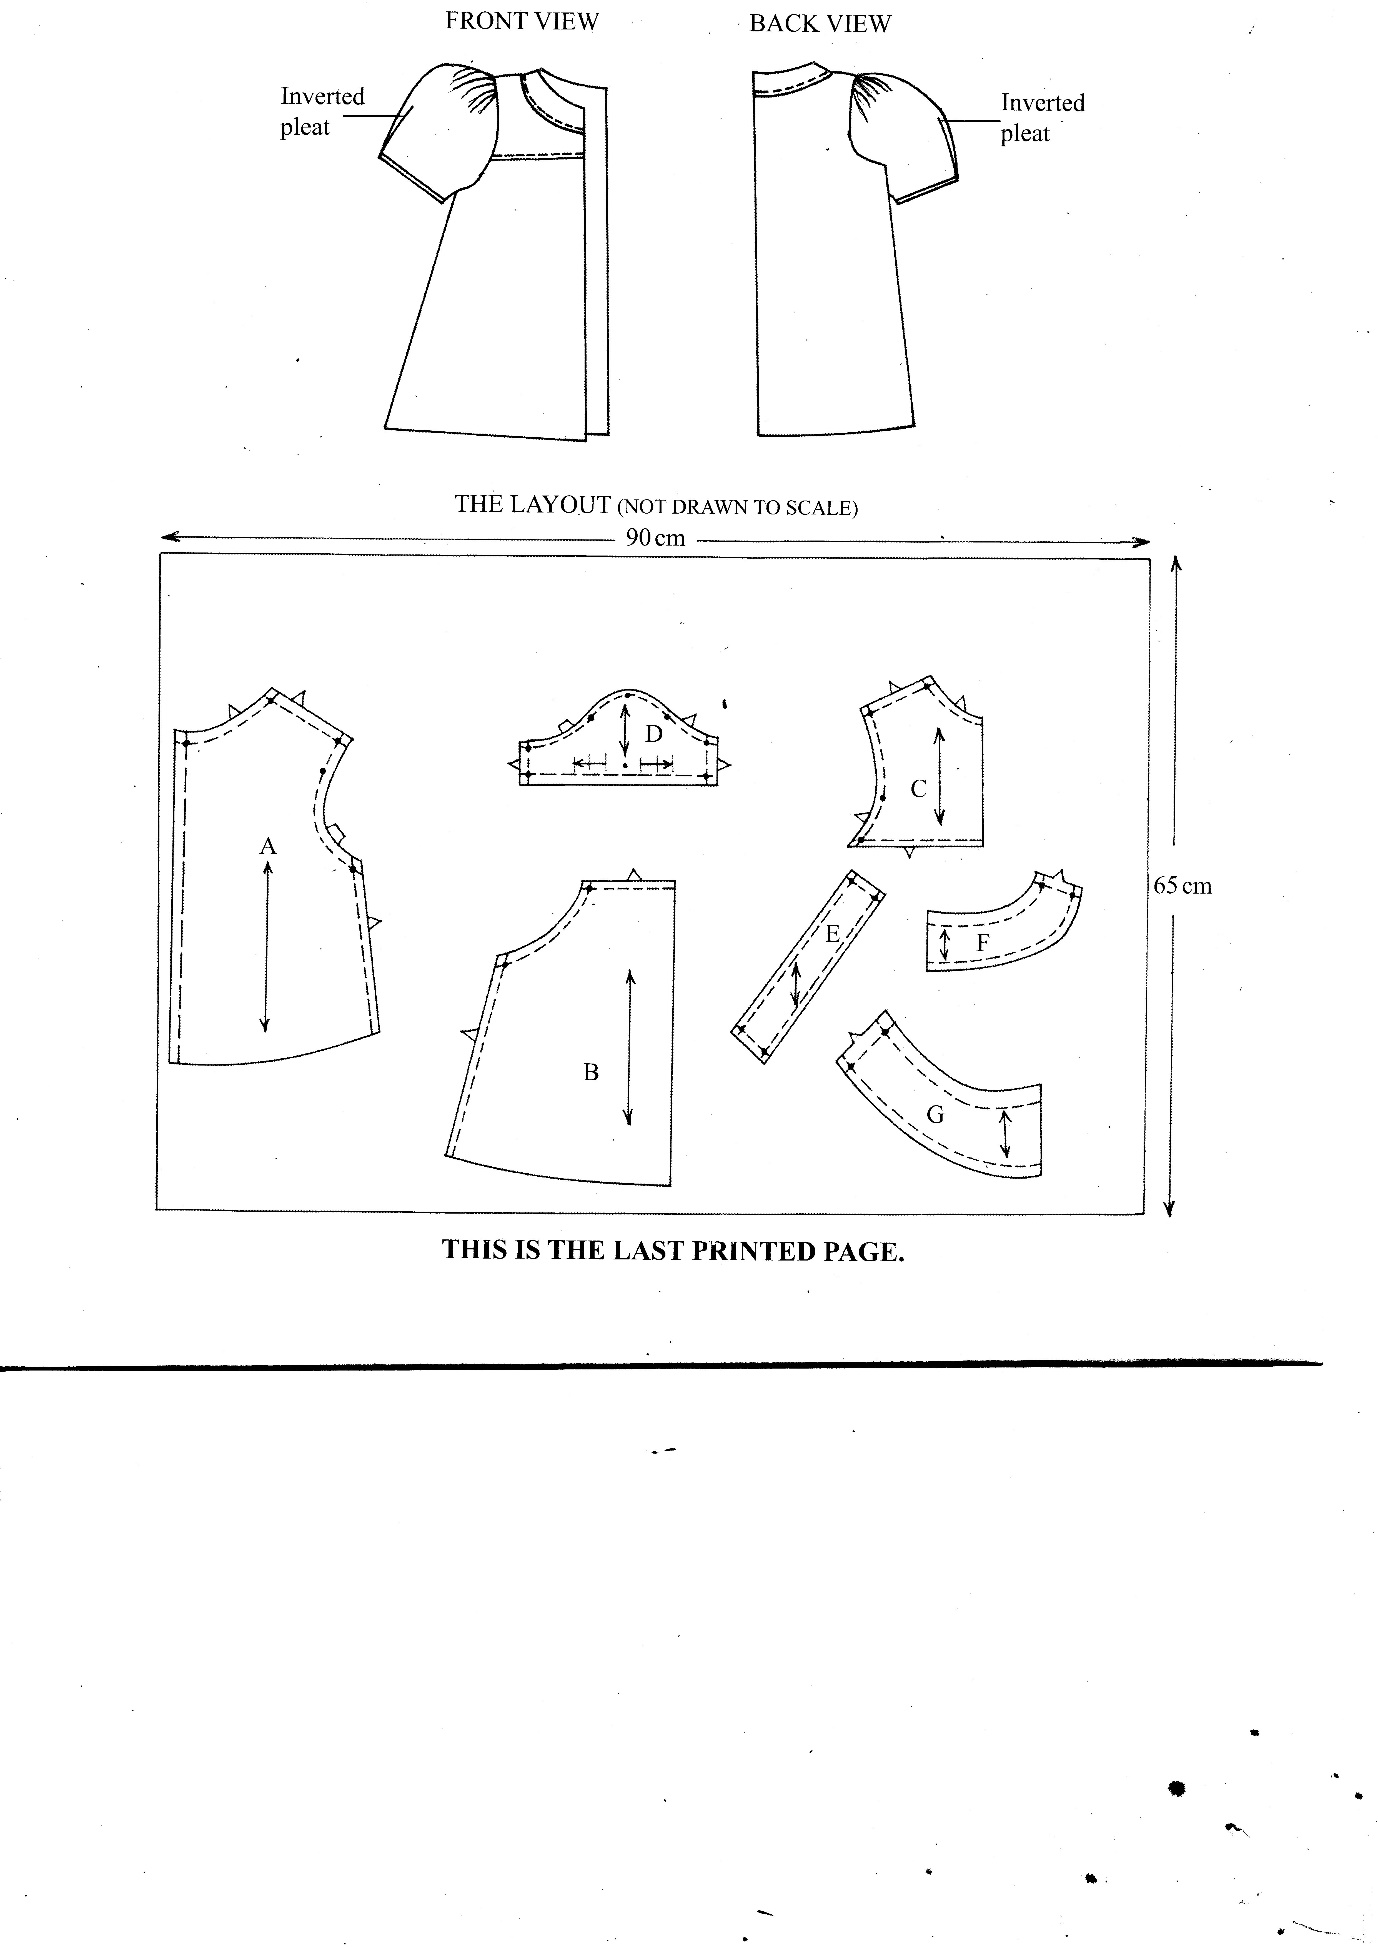 FRONT VIEW
BACK VIEW
Inverted
pleat
Inverted
pleat
THE LAYOUT (NOT DRAWN TO SCALE)
90 cm
D
C
A
65 cm
E
F
B
G
THIS IS THE LAST PRINTED PAGE.